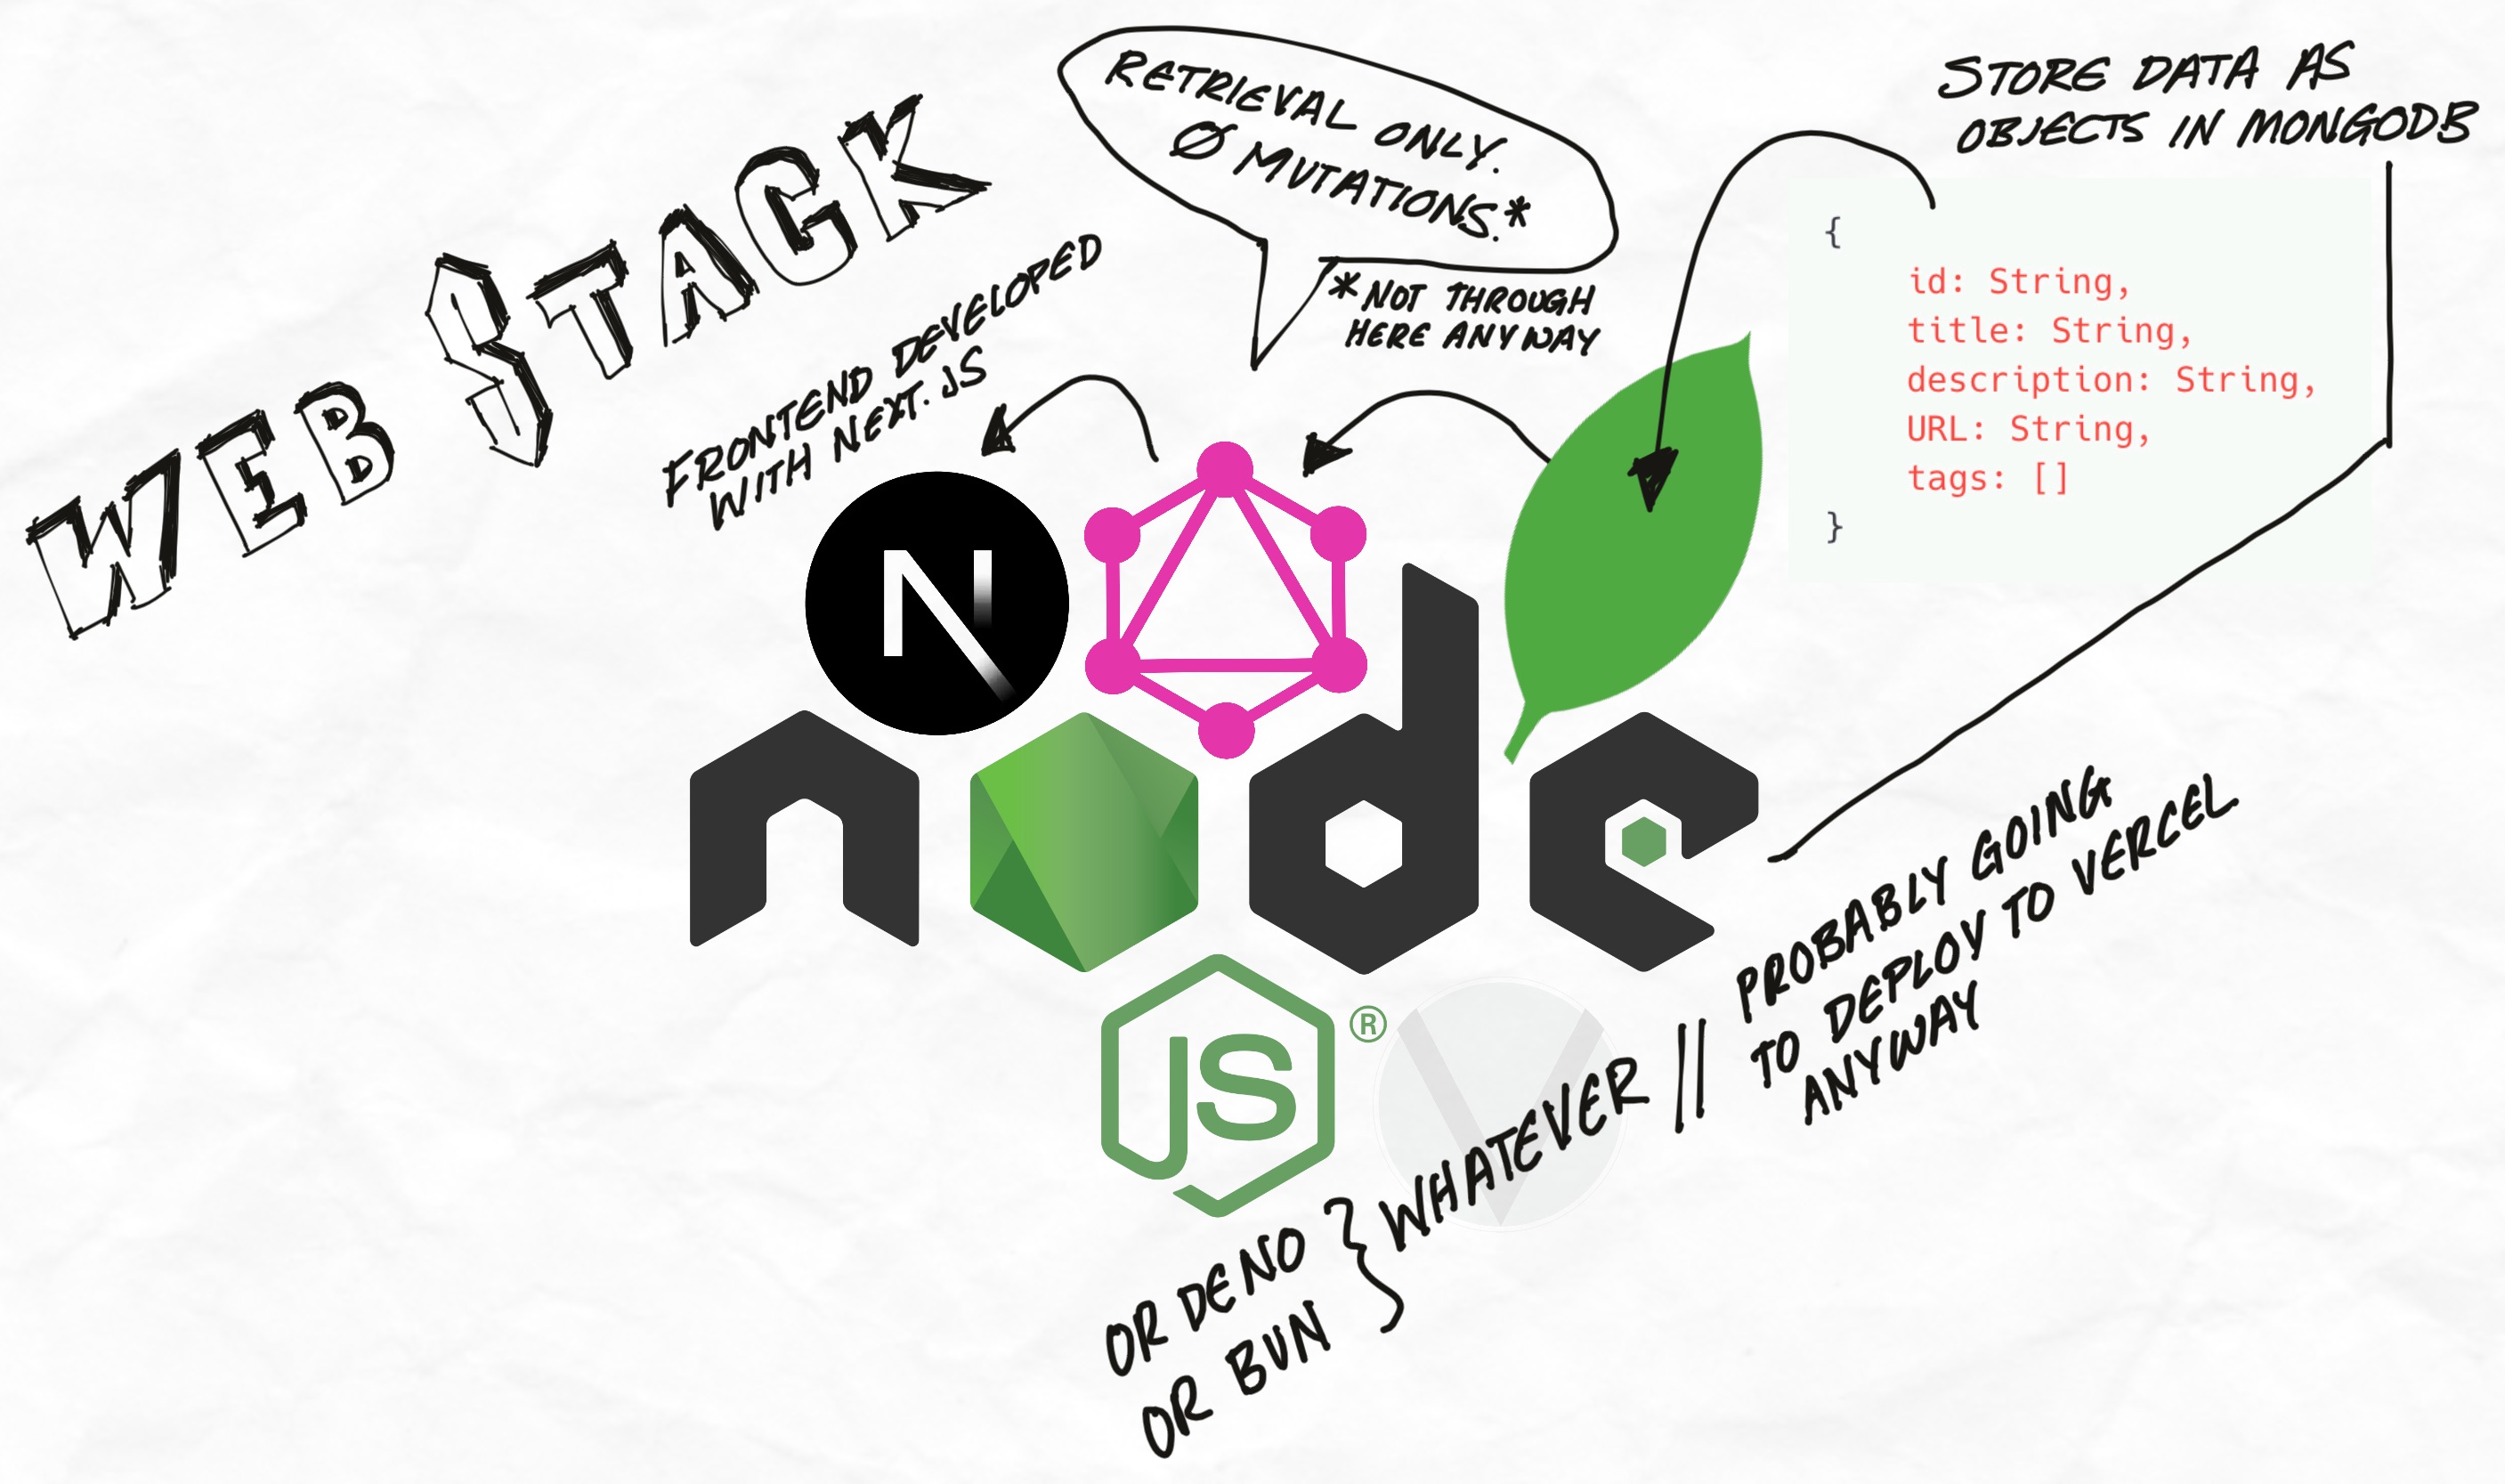 WEB STACK
RETRIEVAL ONLY.
Ø MUTATIONS.*
*NOT THROUGH
HERE ANYWAY
STORE DATA AS
OBJECTS IN MONGODB
{
id: String,
title: String,
description: String,
URL: String,
tags: []
}
FRONTEND DEVELOPED
WITH NEXT.JS
N
node
JS®
V
OR DENO
OR BUN
} WHATEVER ||
PROBABLY GOING
TO DEPLOY TO VERCEL
ANYWAY